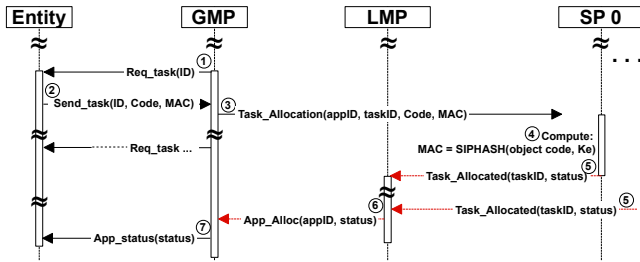 Entity GMP LMP SP 0
. . .
① Req_task(ID)
② Send_task(ID, Code, MAC)
③ Task_Allocation(appID, taskID, Code, MAC)
④ Compute:
MAC = SIPHASH(object code, Ke)
Req_task ...
Task_Allocated(taskID, status) ⑤
Task_Allocated(taskID, status) ⑤
App_Alloc(appID, status) ⑥
App_status(status) ⑦